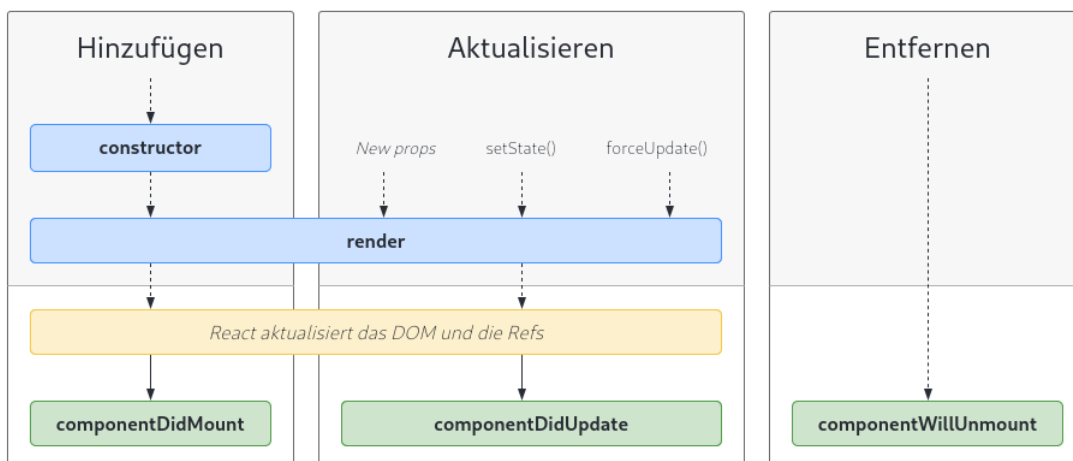 Hinzufügen
Aktualisieren
Entfernen
constructor
New props
setState()
forceUpdate()
render
React aktualisiert das DOM und die Refs
componentDidMount
componentDidUpdate
componentWillUnmount